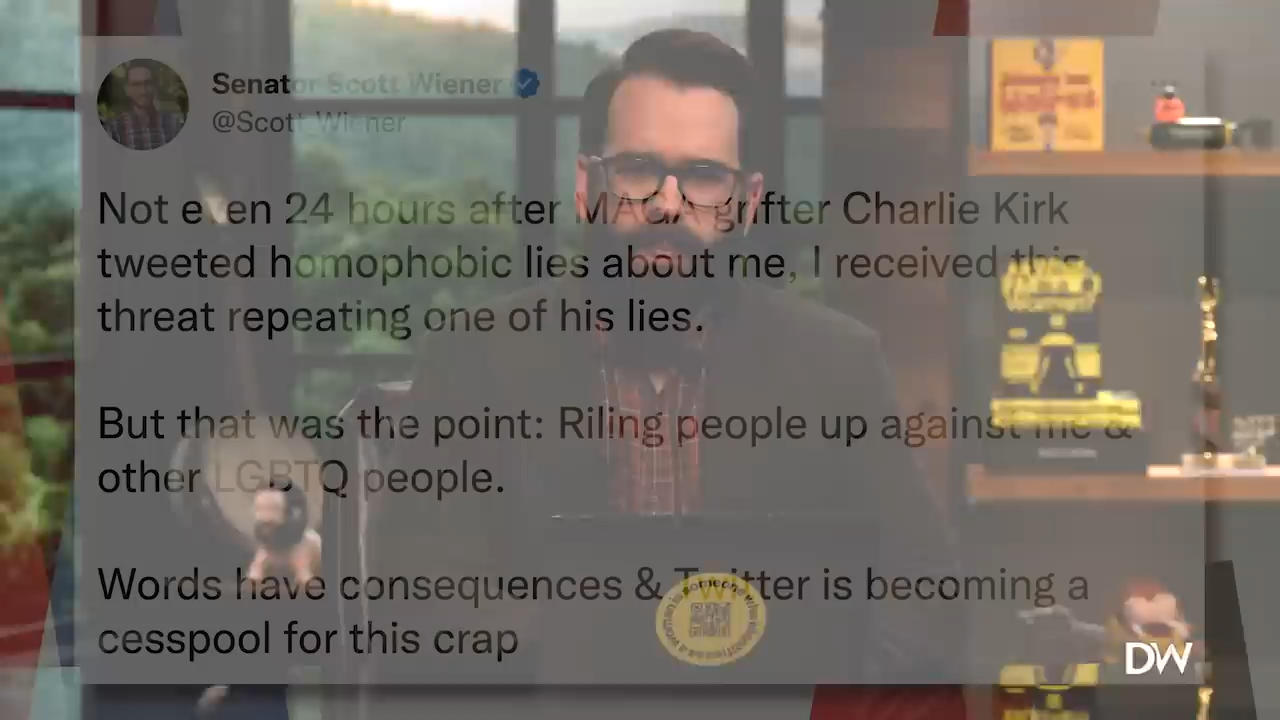 Senator Scott Wiener
@Scott_Wiener
Not even 24 hours after MAGA grifter Charlie Kirk
tweeted homophobic lies about me, I received this
threat repeating one of his lies.
But that was the point: Riling people up against me &
other LGBTQ people.
Words have consequences & Twitter is becoming a
cesspool for this crap
DW